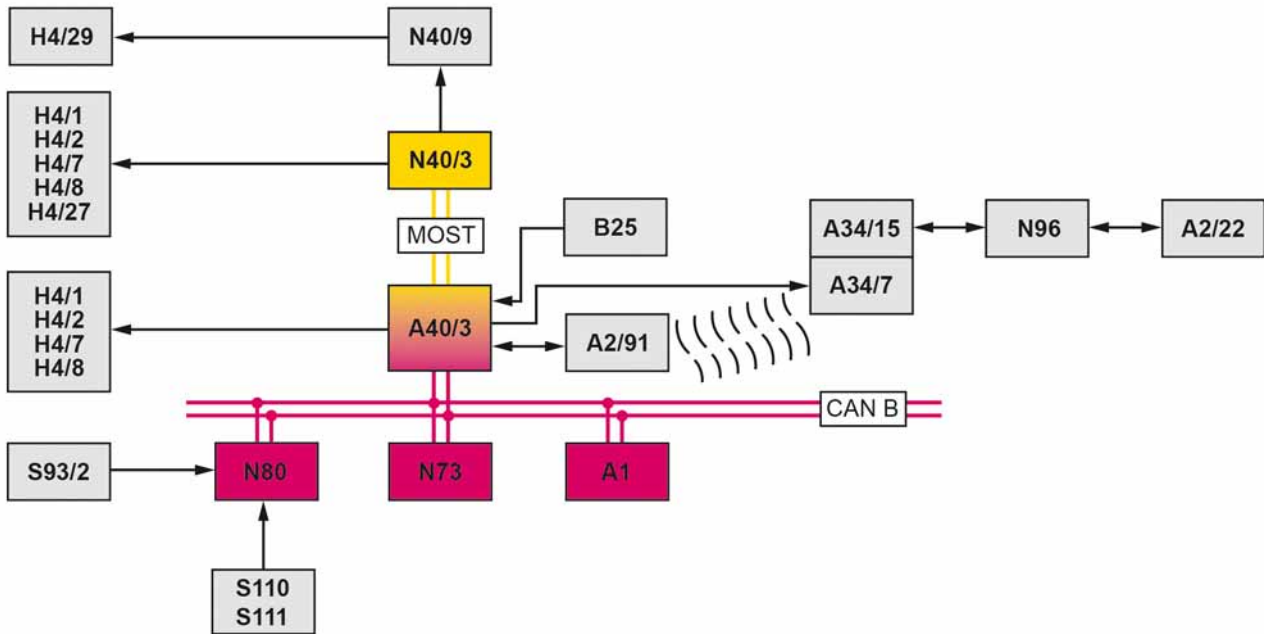 H4/29
N40/9
H4/1
H4/2
H4/7
H4/8
H4/27
N40/3
MOST
B25
A34/15
N96
A2/22
A34/7
H4/1
H4/2
H4/7
H4/8
A40/3
A2/91
CAN B
S93/2
N80
N73
A1
S110
S111